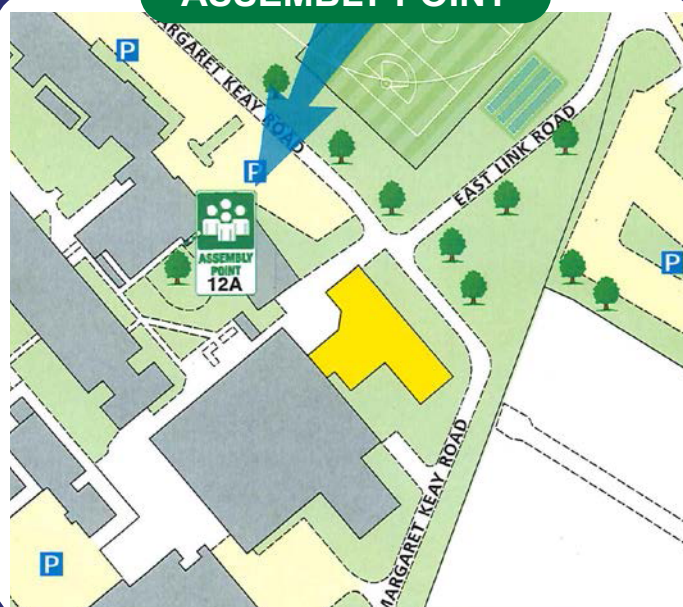 ASSEMBLY POINT
P
MARGARET KEAY ROAD
EAST LINK ROAD
P
ASSEMBLY
POINT
12A
P
MARGARET KEAY ROAD
P